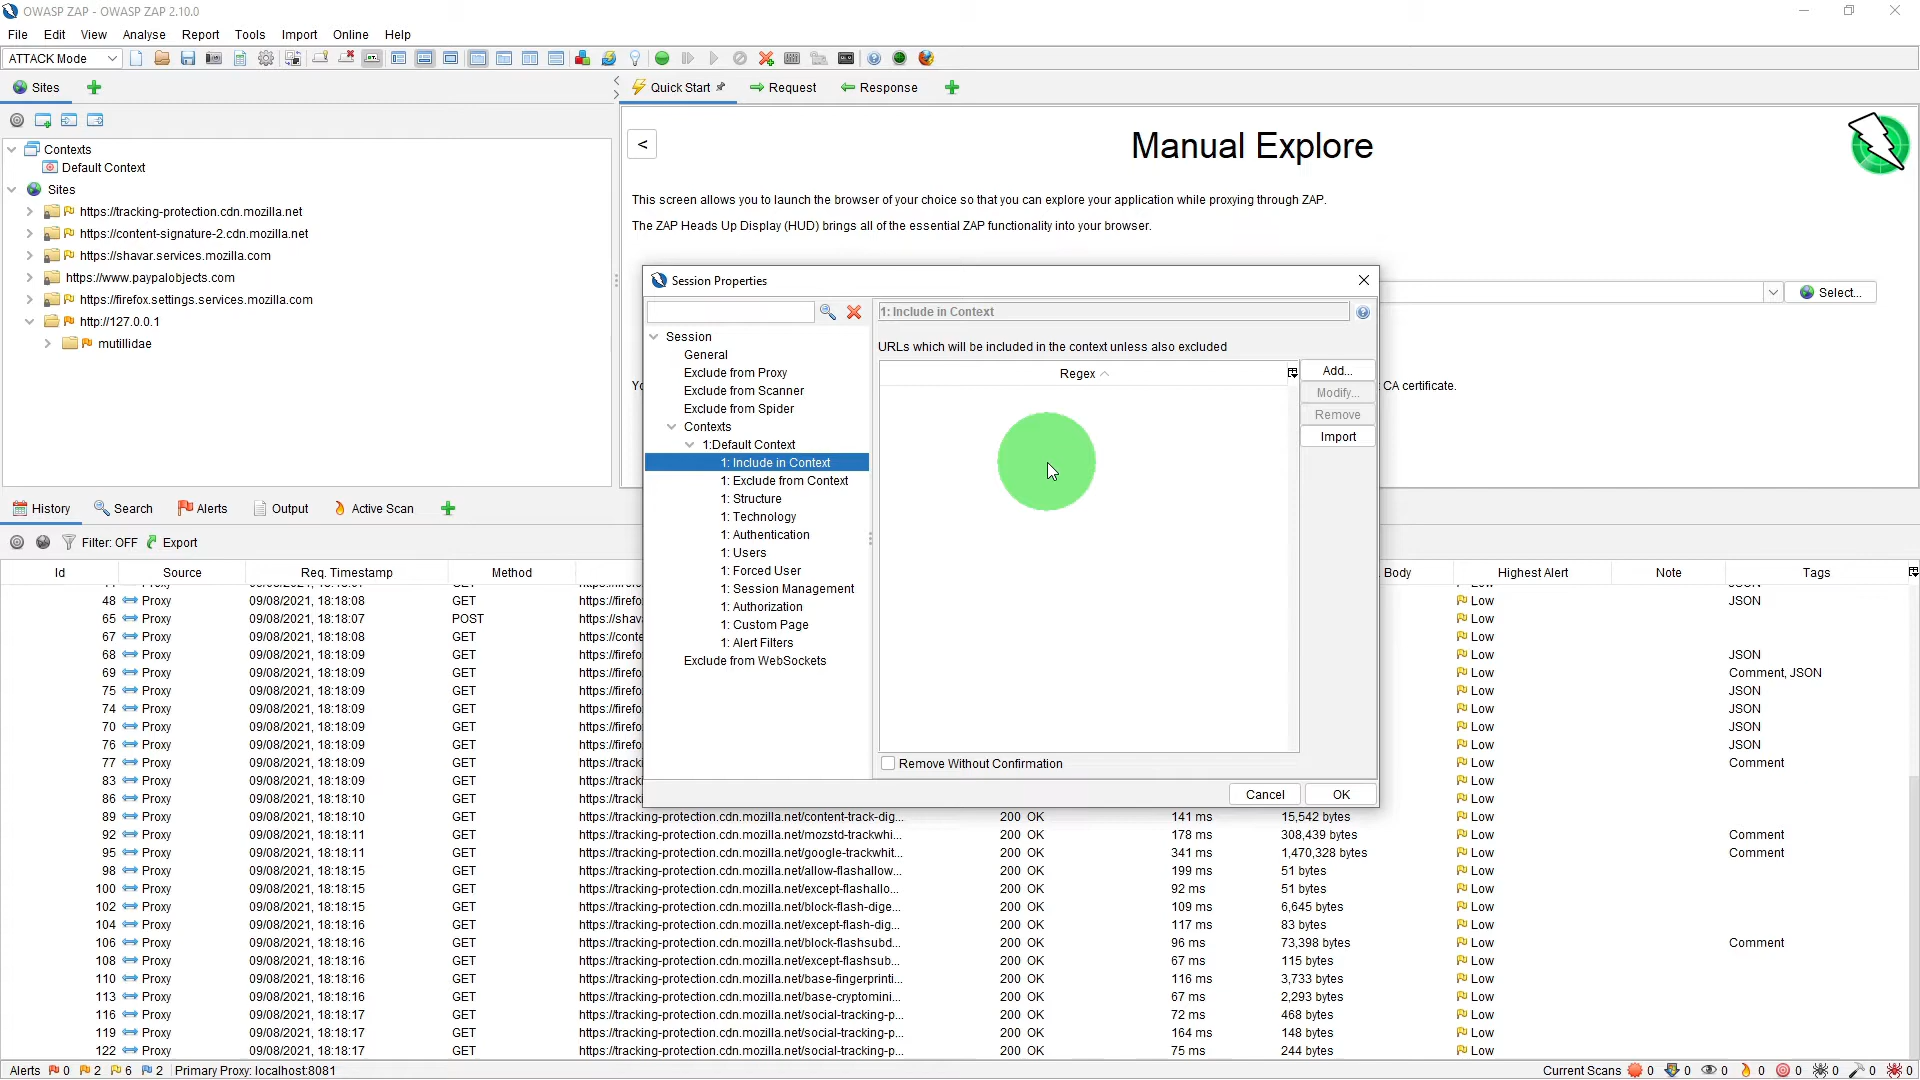 OWASP ZAP - OWASP ZAP 2.10.0
File Edit View Analyse Report Tools Import Online Help
ATTACK Mode
Sites
Quick Start
Request
Response
<
Manual Explore
Contexts
Default Context
Sites
https://tracking-protection.cdn.mozilla.net
https://content-signature-2.cdn.mozilla.net
https://shavar.services.mozilla.com
https://www.paypalobjects.com
https://firefox.settings.services.mozilla.com
http://127.0.0.1
mutillidae
This screen allows you to launch the browser of your choice so that you can explore your application while proxying through ZAP.
The ZAP Heads Up Display (HUD) brings all of the essential ZAP functionality into your browser.
Select...
CA certificate.
Session Properties
Session
General
Exclude from Proxy
Exclude from Scanner
Exclude from Spider
Contexts
1:Default Context
1: Include in Context
1: Exclude from Context
1: Structure
1: Technology
1: Authentication
1: Users
1: Forced User
1: Session Management
1: Authorization
1: Custom Page
1: Alert Filters
Exclude from WebSockets
1: Include in Context
URLs which will be included in the context unless also excluded
Regex
Add...
Modify...
Remove
Import
Remove Without Confirmation
Cancel
OK
History Search Alerts Output Active Scan
Filter: OFF Export
Id Source Req. Timestamp Method Body Highest Alert Note Tags
48 Proxy 09/08/2021, 18:18:08 GET https://firefo Low JSON
65 Proxy 09/08/2021, 18:18:07 POST https://shav Low
67 Proxy 09/08/2021, 18:18:08 GET https://conte Low
68 Proxy 09/08/2021, 18:18:09 GET https://firefo Low JSON
69 Proxy 09/08/2021, 18:18:09 GET https://firefo Low Comment, JSON
75 Proxy 09/08/2021, 18:18:09 GET https://firefo Low JSON
74 Proxy 09/08/2021, 18:18:09 GET https://firefo Low JSON
70 Proxy 09/08/2021, 18:18:09 GET https://firefo Low JSON
76 Proxy 09/08/2021, 18:18:09 GET https://firefo Low JSON
77 Proxy 09/08/2021, 18:18:09 GET https://tracki Low Comment
83 Proxy 09/08/2021, 18:18:09 GET https://tracki Low
86 Proxy 09/08/2021, 18:18:10 GET https://tracki Low
89 Proxy 09/08/2021, 18:18:10 GET https://tracking-protection.cdn.mozilla.net/content-track-dig... 200 OK 141 ms 15,542 bytes Low
92 Proxy 09/08/2021, 18:18:11 GET https://tracking-protection.cdn.mozilla.net/mozstd-trackwhi... 200 OK 178 ms 308,439 bytes Low Comment
95 Proxy 09/08/2021, 18:18:11 GET https://tracking-protection.cdn.mozilla.net/google-trackwhit... 200 OK 341 ms 1,470,328 bytes Low Comment
98 Proxy 09/08/2021, 18:18:15 GET https://tracking-protection.cdn.mozilla.net/allow-flashallow... 200 OK 199 ms 51 bytes Low
100 Proxy 09/08/2021, 18:18:15 GET https://tracking-protection.cdn.mozilla.net/except-flashallo... 200 OK 92 ms 51 bytes Low
102 Proxy 09/08/2021, 18:18:15 GET https://tracking-protection.cdn.mozilla.net/block-flash-dige... 200 OK 109 ms 6,645 bytes Low
104 Proxy 09/08/2021, 18:18:16 GET https://tracking-protection.cdn.mozilla.net/except-flash-dig... 200 OK 117 ms 83 bytes Low
106 Proxy 09/08/2021, 18:18:16 GET https://tracking-protection.cdn.mozilla.net/block-flashsubd... 200 OK 96 ms 73,398 bytes Low Comment
108 Proxy 09/08/2021, 18:18:16 GET https://tracking-protection.cdn.mozilla.net/except-flashsub... 200 OK 67 ms 115 bytes Low
110 Proxy 09/08/2021, 18:18:16 GET https://tracking-protection.cdn.mozilla.net/base-fingerprinti... 200 OK 116 ms 3,733 bytes Low
113 Proxy 09/08/2021, 18:18:16 GET https://tracking-protection.cdn.mozilla.net/base-cryptomini... 200 OK 67 ms 2,293 bytes Low
116 Proxy 09/08/2021, 18:18:17 GET https://tracking-protection.cdn.mozilla.net/social-tracking-p... 200 OK 72 ms 468 bytes Low
119 Proxy 09/08/2021, 18:18:17 GET https://tracking-protection.cdn.mozilla.net/social-tracking-p... 200 OK 164 ms 148 bytes Low
122 Proxy 09/08/2021, 18:18:17 GET https://tracking-protection.cdn.mozilla.net/social-tracking-p... 200 OK 75 ms 244 bytes Low
Alerts 0 2 6 2 Primary Proxy: localhost:8081 Current Scans 0 0 0 0 0 0 0 0